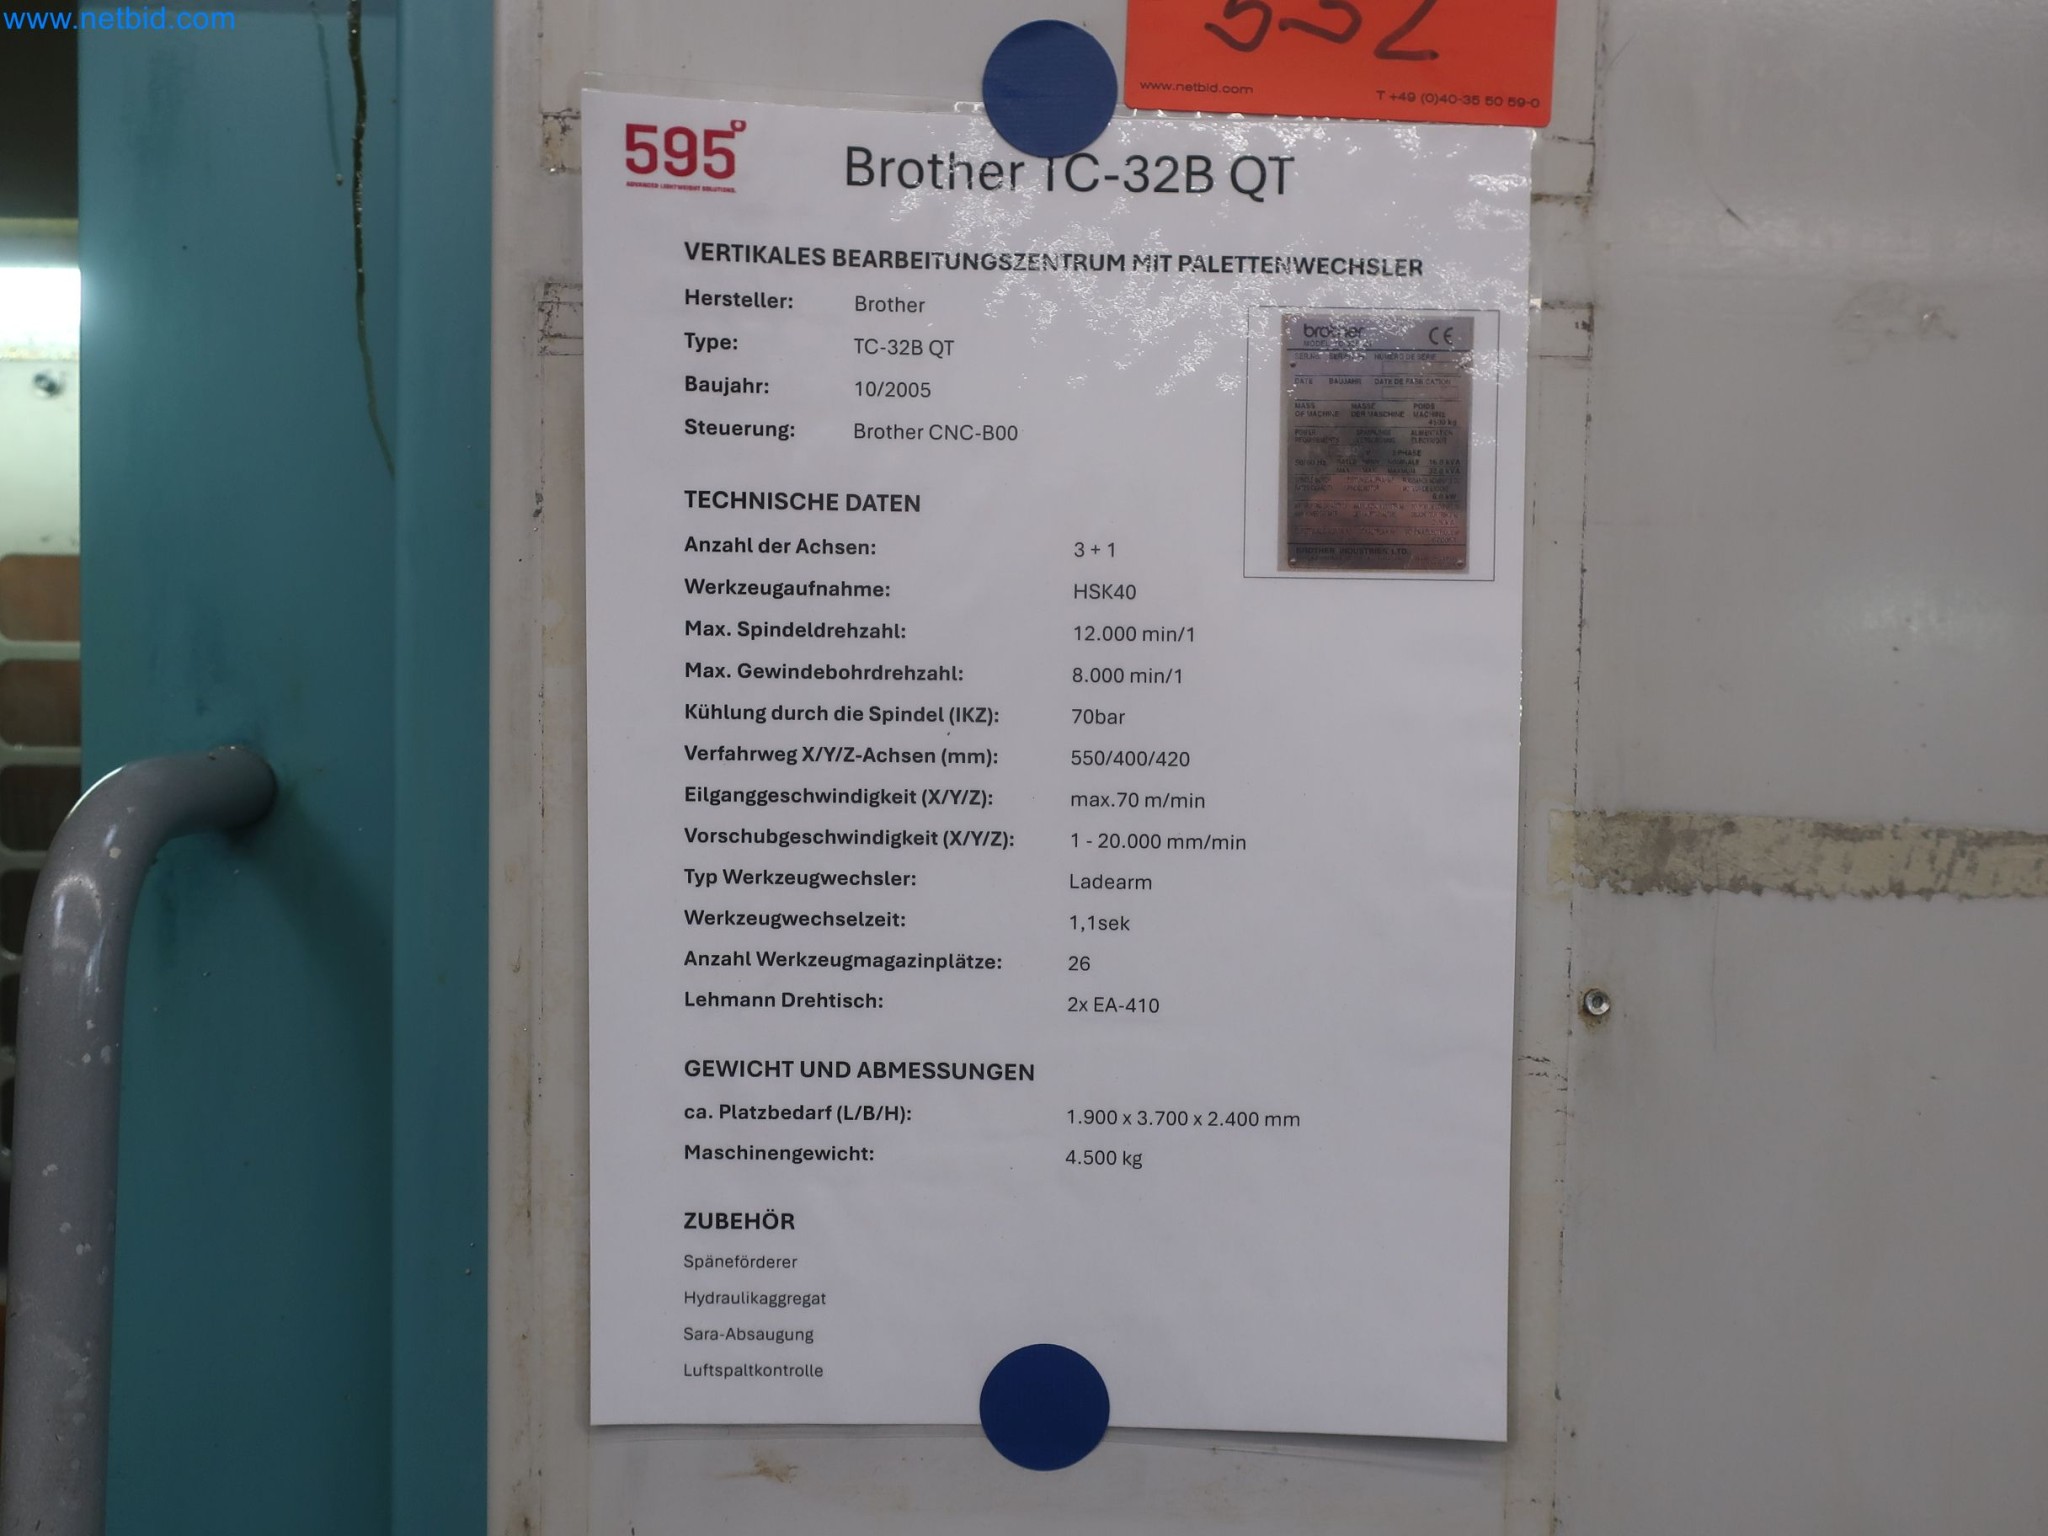 www.netbid.com
www.netbid.com
T +49 (0)40-35 50 59-0
595°
ADVANCED LIGHTWEIGHT SOLUTIONS.
Brother TC-32B QT
VERTIKALES BEARBEITUNGSZENTRUM MIT PALETTENWECHSLER
Hersteller: Brother
Type: TC-32B QT
Baujahr: 10/2005
Steuerung: Brother CNC-B00
brother CE
TECHNISCHE DATEN
Anzahl der Achsen: 3 + 1
Werkzeugaufnahme: HSK40
Max. Spindeldrehzahl: 12.000 min/1
Max. Gewindebohrdrehzahl: 8.000 min/1
Kühlung durch die Spindel (IKZ): 70bar
Verfahrweg X/Y/Z-Achsen (mm): 550/400/420
Eilganggeschwindigkeit (X/Y/Z): max.70 m/min
Vorschubgeschwindigkeit (X/Y/Z): 1 - 20.000 mm/min
Typ Werkzeugwechsler: Ladearm
Werkzeugwechselzeit: 1,1sek
Anzahl Werkzeugmagazinplätze: 26
Lehmann Drehtisch: 2x EA-410
GEWICHT UND ABMESSUNGEN
ca. Platzbedarf (L/B/H): 1.900 x 3.700 x 2.400 mm
Maschinengewicht: 4.500 kg
ZUBEHÖR
Späneförderer
Hydraulikaggregat
Sara-Absaugung
Luftspaltkontrolle